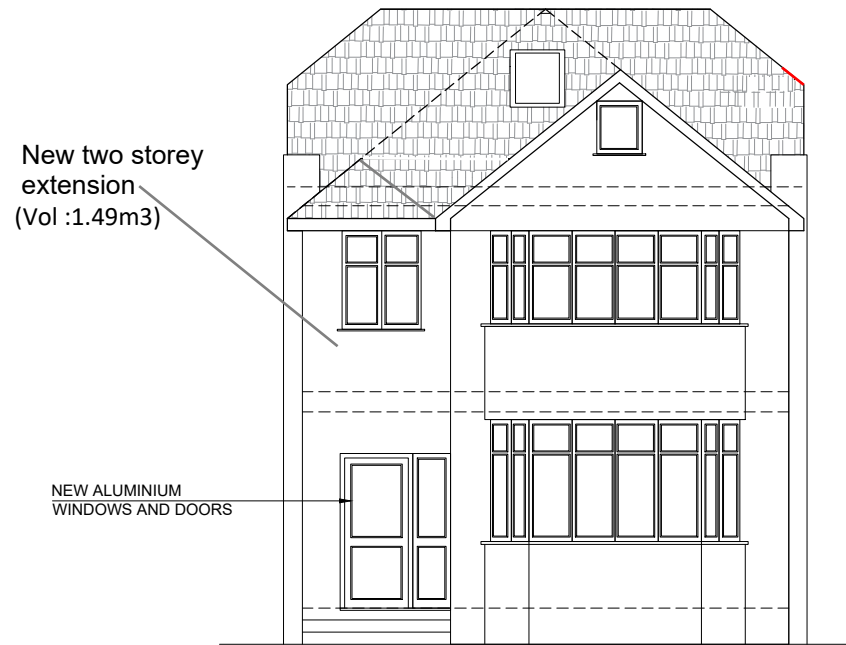 New two storey
extension
(Vol :1.49m3)
NEW ALUMINIUM
WINDOWS AND DOORS